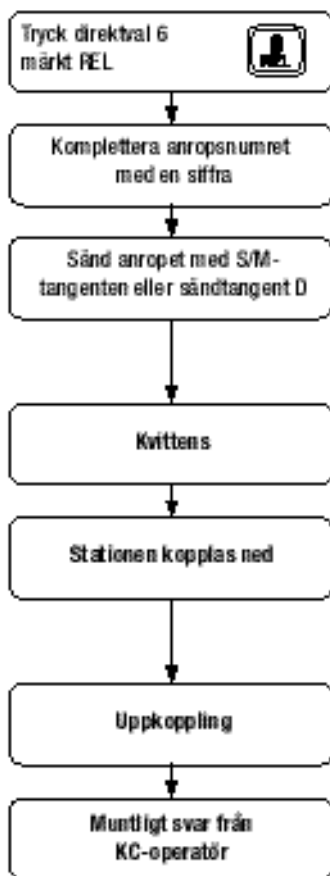 Tryck direktval 6
märkt REL
REL
Komplettera anropsnumret
med en siffra
Sänd anropet med S/M-
tangenten eller sändtangent D
Kvittens
Stationen kopplas ned
Uppkoppling
Muntligt svar från
KC-operatör